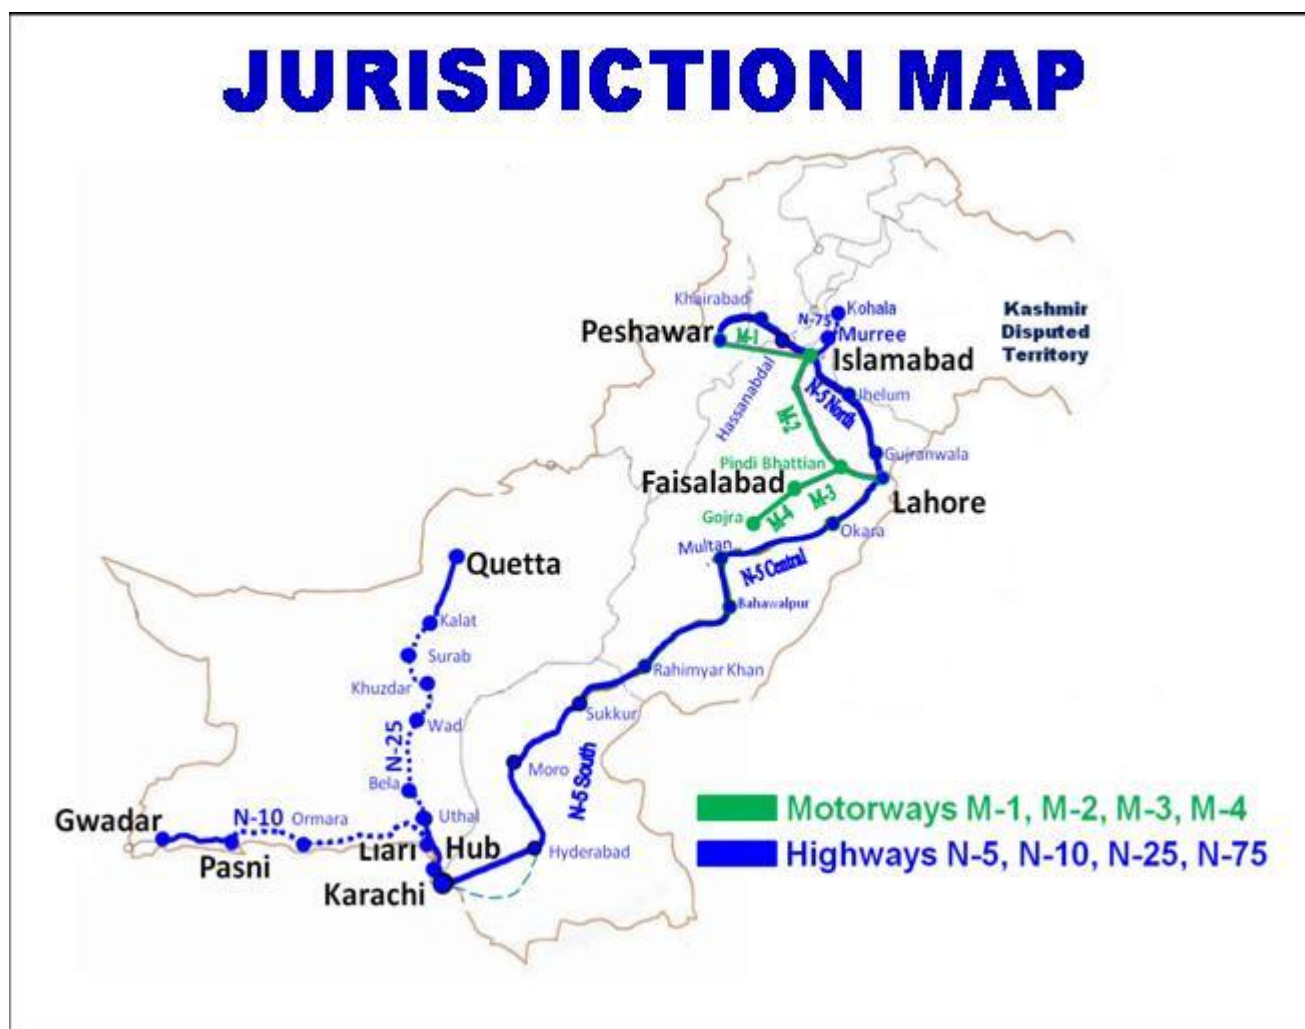 JURISDICTION MAP
Khairabad
Kohala
Kashmir
Disputed
Territory
N-75
Peshawar
M-1
Murree
Islamabad
Hassanabdal
N-5 North
Jhelum
M-2
Gujranwala
Pindi Bhattian
Faisalabad
M-3
Lahore
Gojra
M-4
Okara
Multan
N-5 Central
Quetta
Bahawalpur
Kalat
Surab
Rahimyar Khan
Khuzdar
Sukkur
Wad
N-25
Moro
N-5 South
Bela
Motorways M-1, M-2, M-3, M-4
Gwadar
N-10
Ormara
Uthal
Liari
Hub
Hyderabad
Highways N-5, N-10, N-25, N-75
Pasni
Karachi